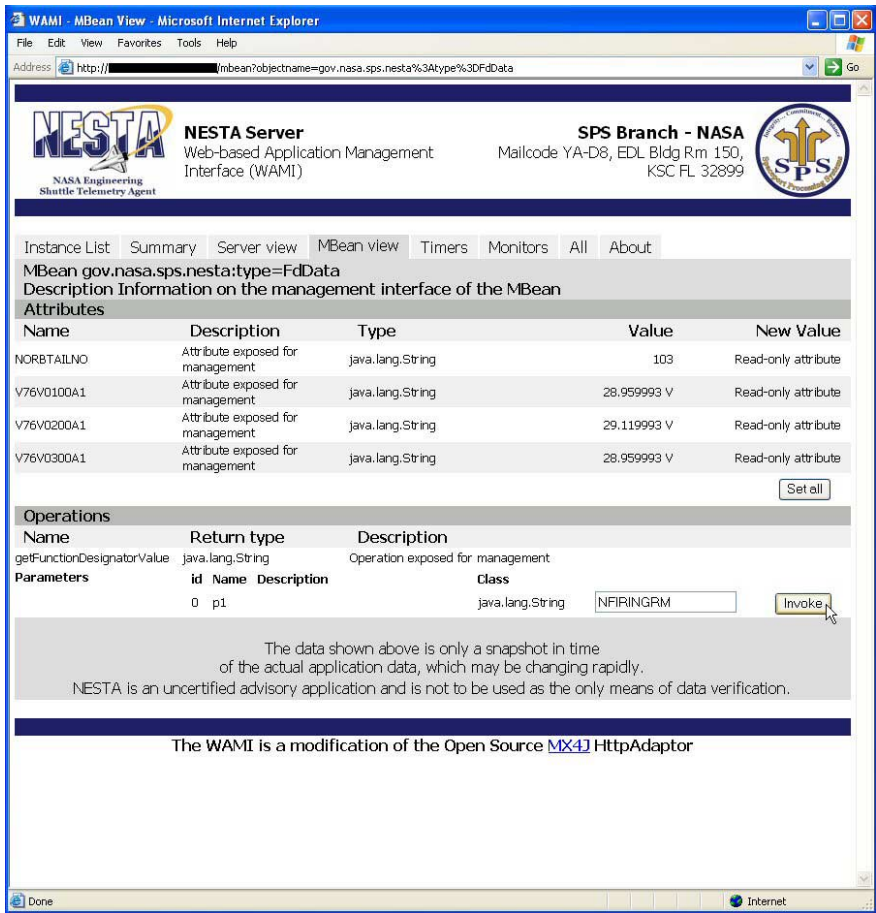 WAMI - MBean View - Microsoft Internet Explorer
File Edit View Favorites Tools Help
Address http:// /mbean?objectname=gov.nasa.sps.nesta%3Atype%3DFdData Go
NESTA
NASA Engineering
Shuttle Telemetry Agent
NESTA Server
Web-based Application Management
Interface (WAMI)
SPS Branch - NASA
Mailcode YA-D8, EDL Bldg Rm 150,
KSC FL 32899
Integrity... Commitment...
SPS
Spaceport Processing Systems
Instance List Summary Server view MBean view Timers Monitors All About
MBean gov.nasa.sps.nesta:type=FdData
Description Information on the management interface of the MBean
Attributes
Name Description Type Value New Value
NORBTAILNO Attribute exposed for management java.lang.String 103 Read-only attribute
V76V0100A1 Attribute exposed for management java.lang.String 28.959993 V Read-only attribute
V76V0200A1 Attribute exposed for management java.lang.String 29.119993 V Read-only attribute
V76V0300A1 Attribute exposed for management java.lang.String 28.959993 V Read-only attribute
Set all
Operations
Name Return type Description
getFunctionDesignatorValue java.lang.String Operation exposed for management
Parameters id Name Description Class
0 p1 java.lang.String NFIRINGRM Invoke
The data shown above is only a snapshot in time
of the actual application data, which may be changing rapidly.
NESTA is an uncertified advisory application and is not to be used as the only means of data verification.
The WAMI is a modification of the Open Source MX4J HttpAdaptor
Done Internet